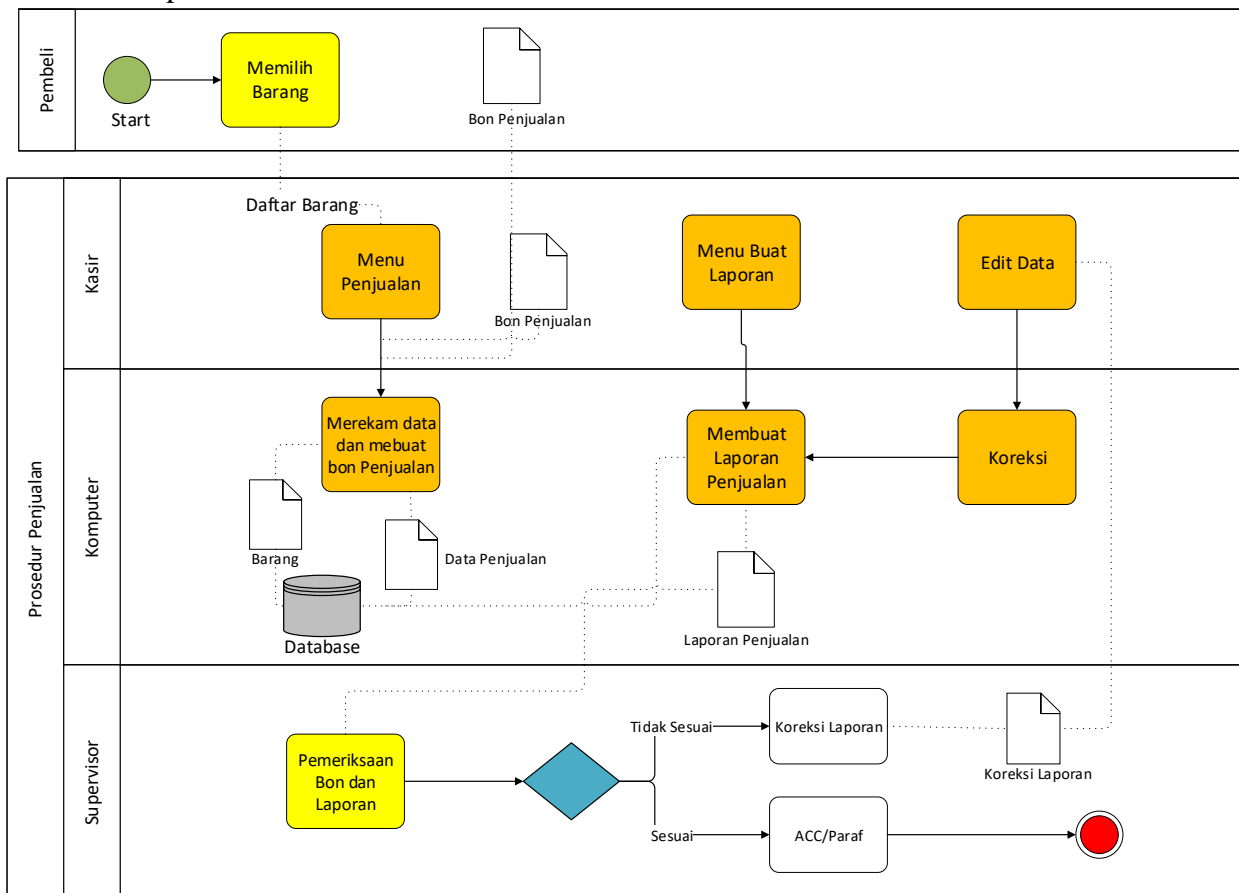 Pembeli
Start
Memilih
Barang
Bon Penjualan
Prosedur Penjualan
Kasir
Daftar Barang
Menu
Penjualan
Bon Penjualan
Menu Buat
Laporan
Edit Data
Komputer
Merekam data
dan mebuat
bon Penjualan
Barang
Data Penjualan
Database
Membuat
Laporan
Penjualan
Laporan Penjualan
Koreksi
Supervisor
Pemeriksaan
Bon dan
Laporan
Tidak Sesuai
Koreksi Laporan
Koreksi Laporan
Sesuai
ACC/Paraf